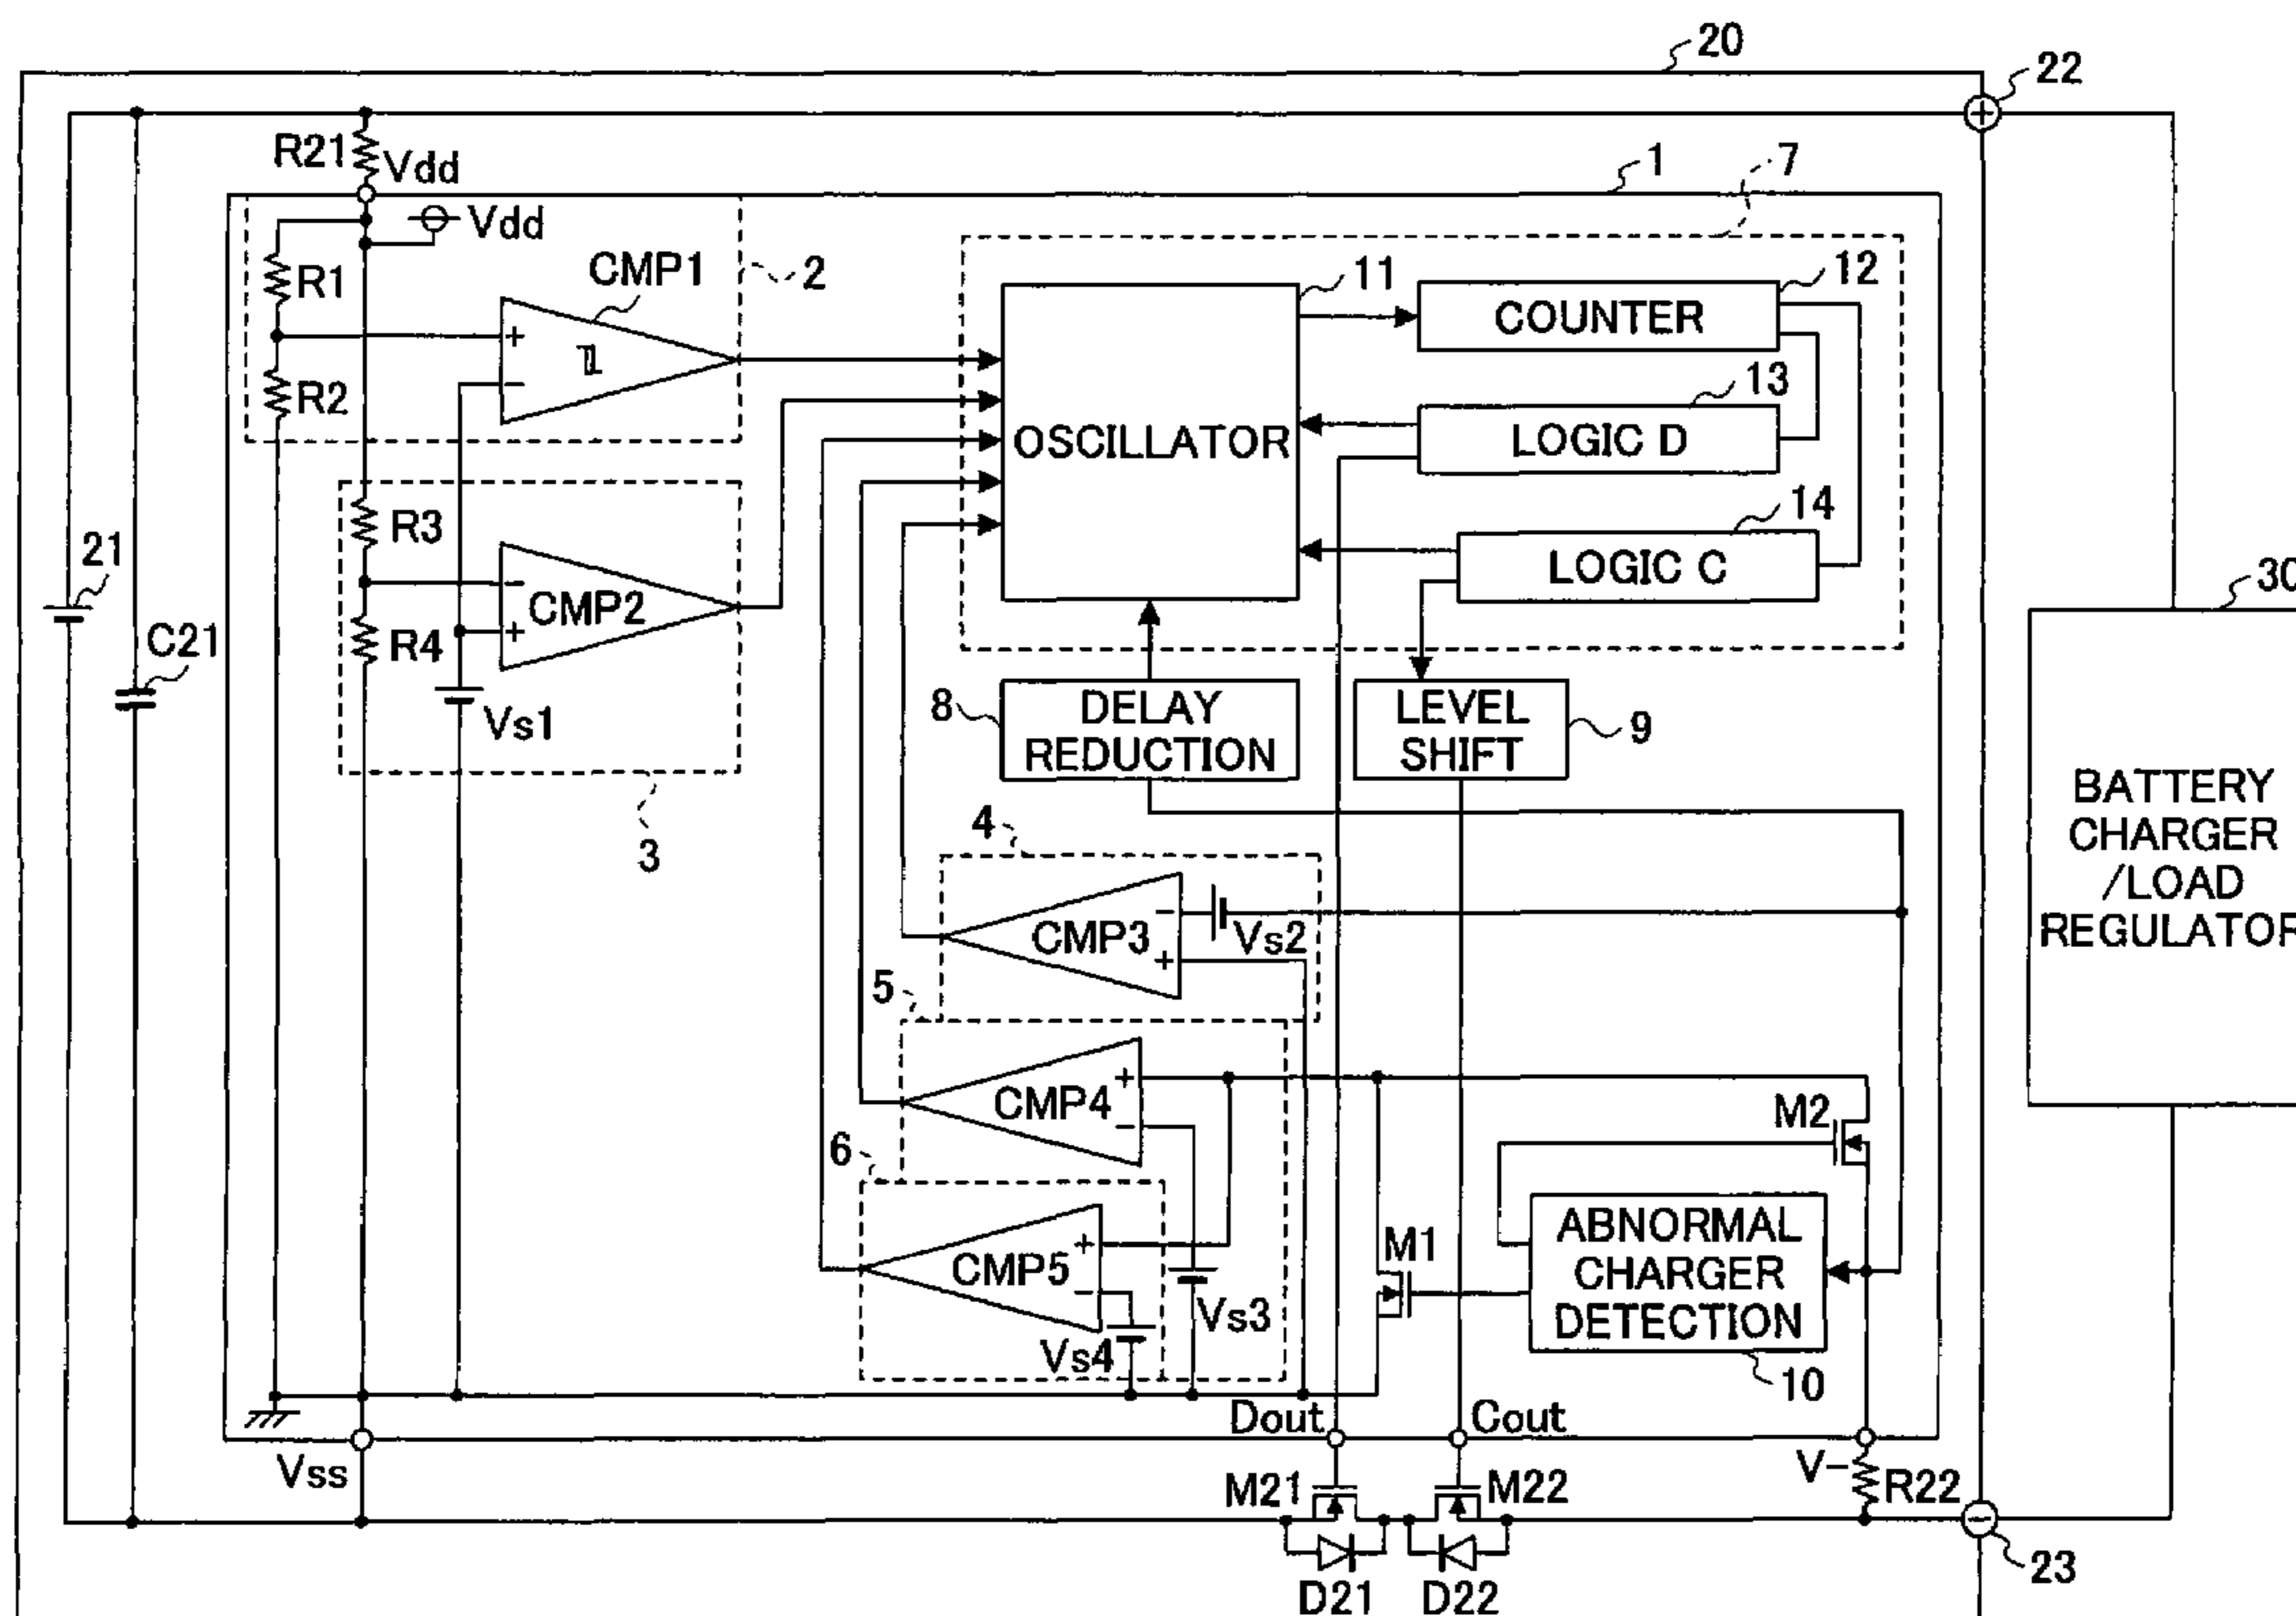 20
22
R21
Vdd
1
7
Vdd
R1
CMP1
2
11
12
+
COUNTER
R2
−
13
OSCILLATOR
LOGIC D
R3
14
21
−
LOGIC C
30
CMP2
C21
R4
+
8
DELAY
REDUCTION
LEVEL
SHIFT
9
Vs1
BATTERY
CHARGER
/LOAD
REGULATOR
3
4
−
CMP3
Vs2
+
5
+
CMP4
−
M2
6
ABNORMAL
CHARGER
DETECTION
+
M1
CMP5
−
Vs3
Vs4
10
Dout
Cout
Vss
V−
M21
M22
R22
+
−
23
D21
D22